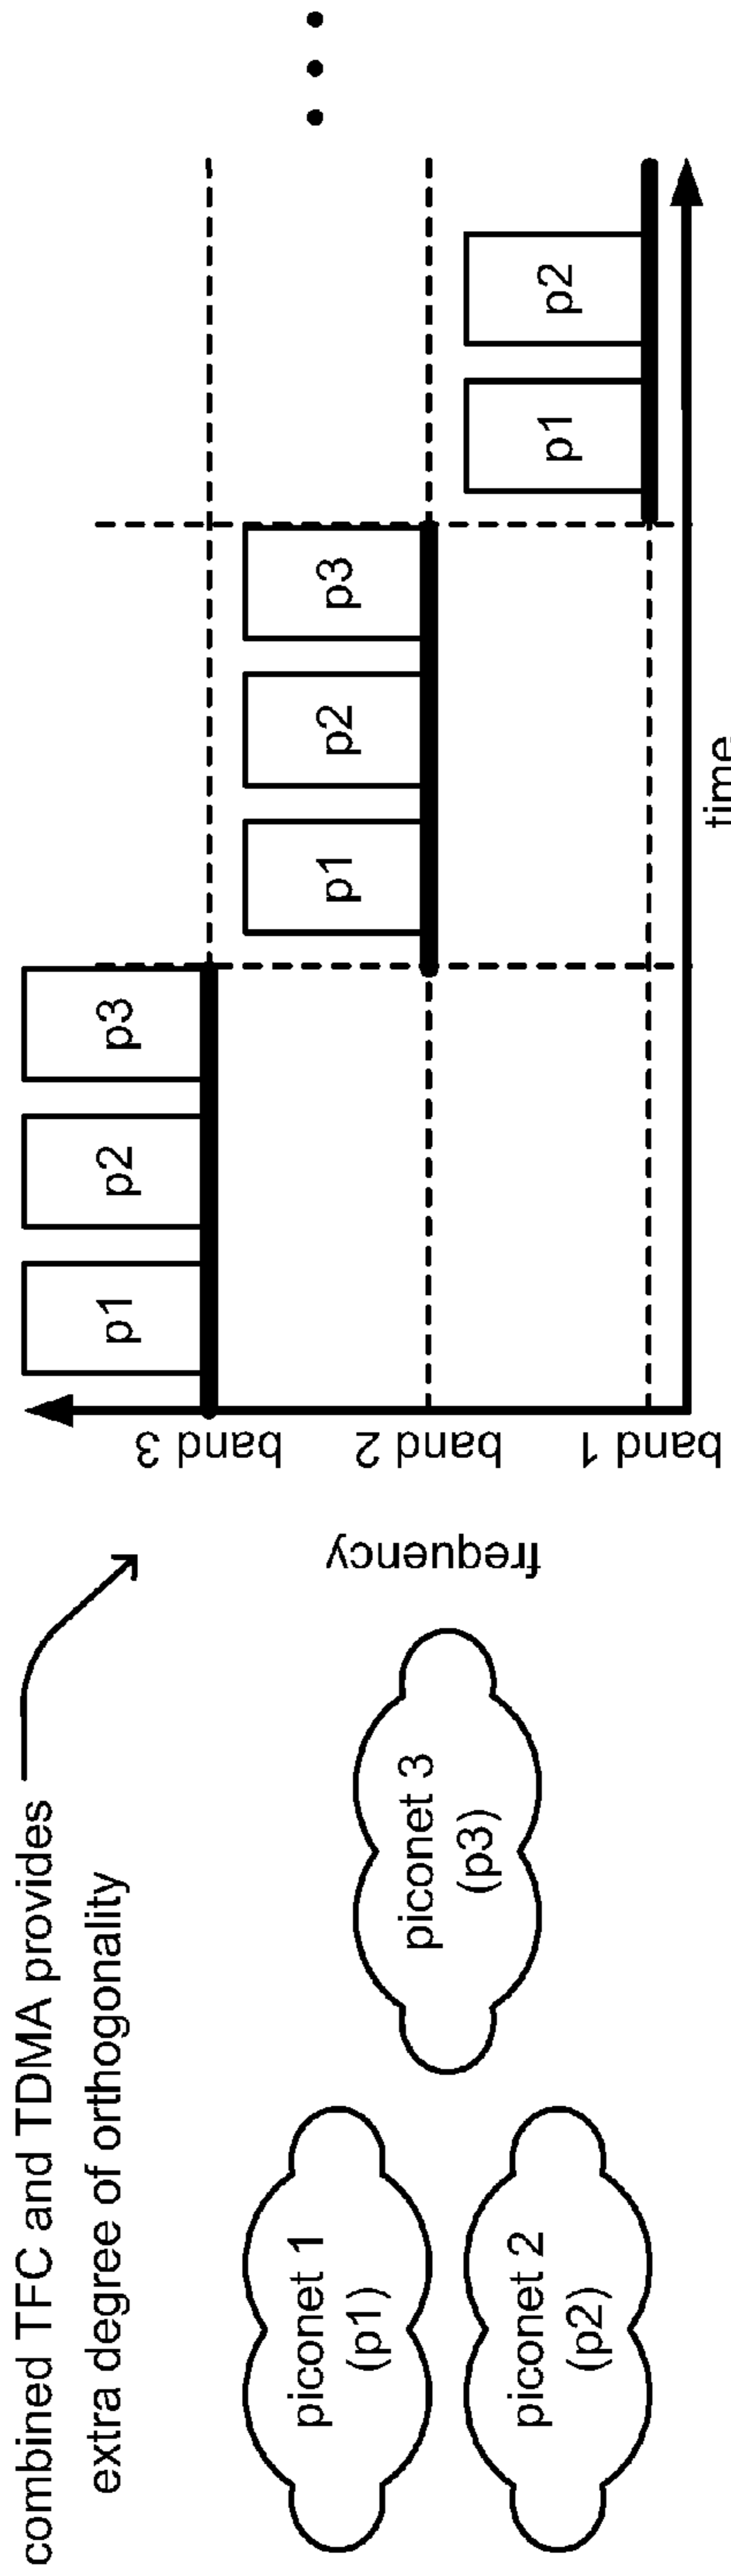 combined TFC and TDMA provides
extra degree of orthogonality
piconet 1
(p1)
piconet 2
(p2)
piconet 3
(p3)
frequency
band 3
band 2
band 1
p1
p2
p3
p1
p2
p3
p1
p2
time